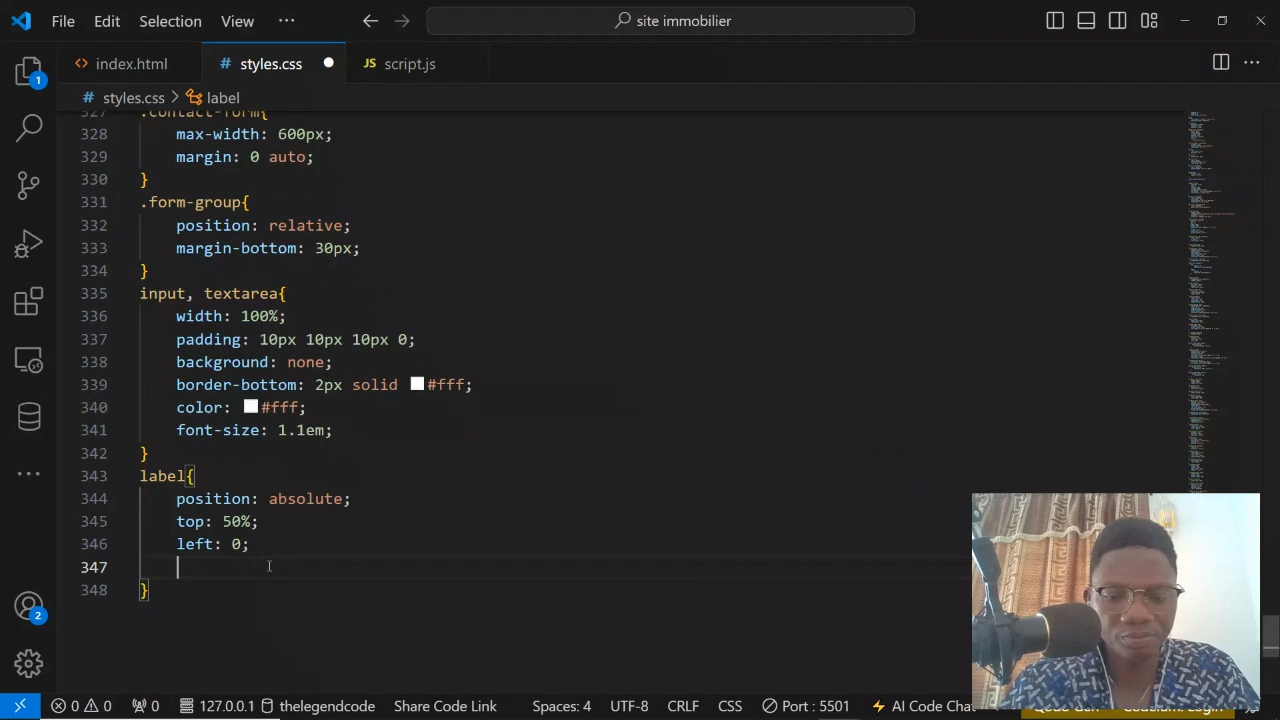 File Edit Selection View ··· site immobilier
index.html # styles.css JS script.js
# styles.css > label
327 .contact-form{
328 max-width: 600px;
329 margin: 0 auto;
330 }
331 .form-group{
332 position: relative;
333 margin-bottom: 30px;
334 }
335 input, textarea{
336 width: 100%;
337 padding: 10px 10px 10px 0;
338 background: none;
339 border-bottom: 2px solid #fff;
340 color: #fff;
341 font-size: 1.1em;
342 }
343 label{
344 position: absolute;
345 top: 50%;
346 left: 0;
347
348 }
1
2
0 0 0 127.0.0.1 thelegendcode Share Code Link Spaces: 4 UTF-8 CRLF CSS Port : 5501 AI Code Chat